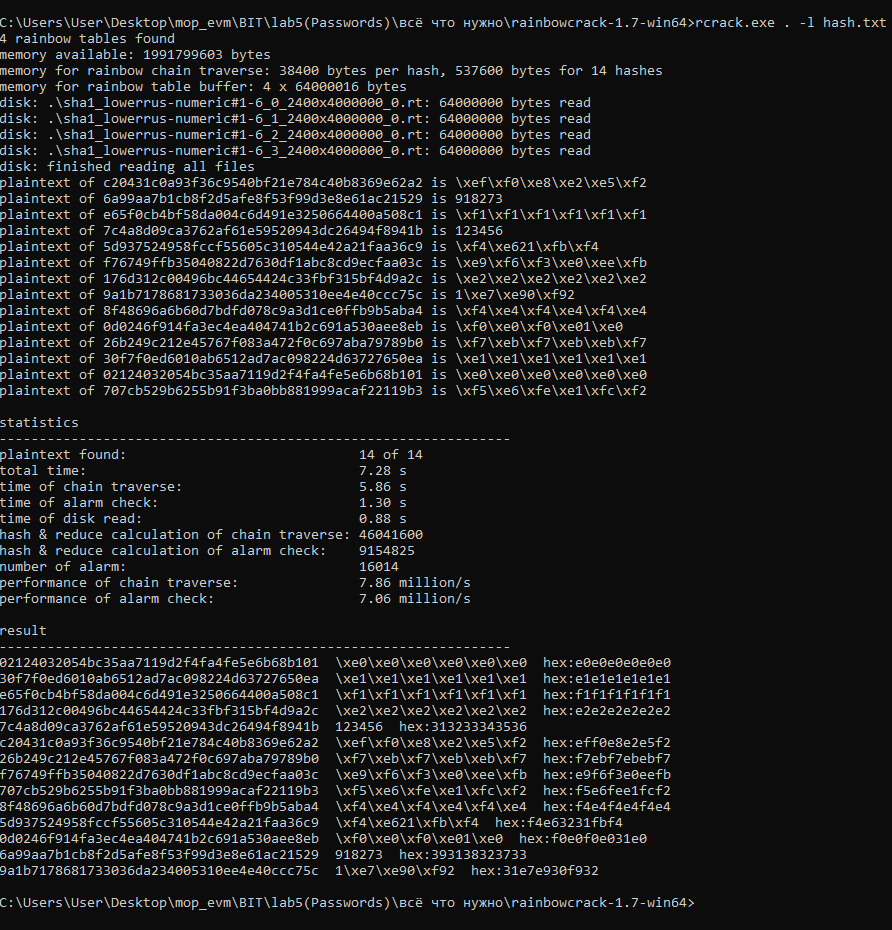 C:\Users\User\Desktop\mop_evm\BIT\lab5(Passwords)\всё что нужно\rainbowcrack-1.7-win64>rcrack.exe . -l hash.txt
4 rainbow tables found
memory available: 1991799603 bytes
memory for rainbow chain traverse: 38400 bytes per hash, 537600 bytes for 14 hashes
memory for rainbow table buffer: 4 x 64000016 bytes
disk: .\sha1_lowerrus-numeric#1-6_0_2400x4000000_0.rt: 64000000 bytes read
disk: .\sha1_lowerrus-numeric#1-6_1_2400x4000000_0.rt: 64000000 bytes read
disk: .\sha1_lowerrus-numeric#1-6_2_2400x4000000_0.rt: 64000000 bytes read
disk: .\sha1_lowerrus-numeric#1-6_3_2400x4000000_0.rt: 64000000 bytes read
disk: finished reading all files
plaintext of c20431c0a93f36c9540bf21e784c40b8369e62a2 is \xef\xf0\xe8\xe2\xe5\xf2
plaintext of 6a99aa7b1cb8f2d5afe8f53f99d3e8e61ac21529 is 918273
plaintext of e65f0cb4bf58da004c6d491e3250664400a508c1 is \xf1\xf1\xf1\xf1\xf1\xf1
plaintext of 7c4a8d09ca3762af61e59520943dc26494f8941b is 123456
plaintext of 5d937524958fccf55605c310544e42a21faa36c9 is \xf4\xe621\xfb\xf4
plaintext of f76749ffb35040822d7630df1abc8cd9ecfaa03c is \xe9\xf6\xf3\xe0\xee\xfb
plaintext of 176d312c00496bc44654424c33fbf315bf4d9a2c is \xe2\xe2\xe2\xe2\xe2\xe2
plaintext of 9a1b7178681733036da234005310ee4e40ccc75c is 1\xe7\xe90\xf92
plaintext of 8f48696a6b60d7bdfd078c9a3d1ce0ffb9b5aba4 is \xf4\xe4\xf4\xe4\xf4\xe4
plaintext of 0d0246f914fa3ec4ea404741b2c691a530aee8eb is \xf0\xe0\xf0\xe01\xe0
plaintext of 26b249c212e45767f083a472f0c697aba79789b0 is \xf7\xeb\xf7\xeb\xeb\xf7
plaintext of 30f7f0ed6010ab6512ad7ac098224d63727650ea is \xe1\xe1\xe1\xe1\xe1\xe1
plaintext of 02124032054bc35aa7119d2f4fa4fe5e6b68b101 is \xe0\xe0\xe0\xe0\xe0\xe0
plaintext of 707cb529b6255b91f3ba0bb881999acaf22119b3 is \xf5\xe6\xfe\xe1\xfc\xf2
statistics
----------------------------------------------------------------
plaintext found:                             14 of 14
total time:                                  7.28 s
time of chain traverse:                      5.86 s
time of alarm check:                         1.30 s
time of disk read:                           0.88 s
hash & reduce calculation of chain traverse: 46041600
hash & reduce calculation of alarm check:    9154825
number of alarm:                             16014
performance of chain traverse:               7.86 million/s
performance of alarm check:                  7.06 million/s
result
----------------------------------------------------------------
02124032054bc35aa7119d2f4fa4fe5e6b68b101  \xe0\xe0\xe0\xe0\xe0\xe0  hex:e0e0e0e0e0e0
30f7f0ed6010ab6512ad7ac098224d63727650ea  \xe1\xe1\xe1\xe1\xe1\xe1  hex:e1e1e1e1e1e1
e65f0cb4bf58da004c6d491e3250664400a508c1  \xf1\xf1\xf1\xf1\xf1\xf1  hex:f1f1f1f1f1f1
176d312c00496bc44654424c33fbf315bf4d9a2c  \xe2\xe2\xe2\xe2\xe2\xe2  hex:e2e2e2e2e2e2
7c4a8d09ca3762af61e59520943dc26494f8941b  123456  hex:313233343536
c20431c0a93f36c9540bf21e784c40b8369e62a2  \xef\xf0\xe8\xe2\xe5\xf2  hex:eff0e8e2e5f2
26b249c212e45767f083a472f0c697aba79789b0  \xf7\xeb\xf7\xeb\xeb\xf7  hex:f7ebf7ebebf7
f76749ffb35040822d7630df1abc8cd9ecfaa03c  \xe9\xf6\xf3\xe0\xee\xfb  hex:e9f6f3e0eefb
707cb529b6255b91f3ba0bb881999acaf22119b3  \xf5\xe6\xfe\xe1\xfc\xf2  hex:f5e6fee1fcf2
8f48696a6b60d7bdfd078c9a3d1ce0ffb9b5aba4  \xf4\xe4\xf4\xe4\xf4\xe4  hex:f4e4f4e4f4e4
5d937524958fccf55605c310544e42a21faa36c9  \xf4\xe621\xfb\xf4  hex:f4e63231fbf4
0d0246f914fa3ec4ea404741b2c691a530aee8eb  \xf0\xe0\xf0\xe01\xe0  hex:f0e0f0e031e0
6a99aa7b1cb8f2d5afe8f53f99d3e8e61ac21529  918273  hex:393138323733
9a1b7178681733036da234005310ee4e40ccc75c  1\xe7\xe90\xf92  hex:31e7e930f932
C:\Users\User\Desktop\mop_evm\BIT\lab5(Passwords)\всё что нужно\rainbowcrack-1.7-win64>